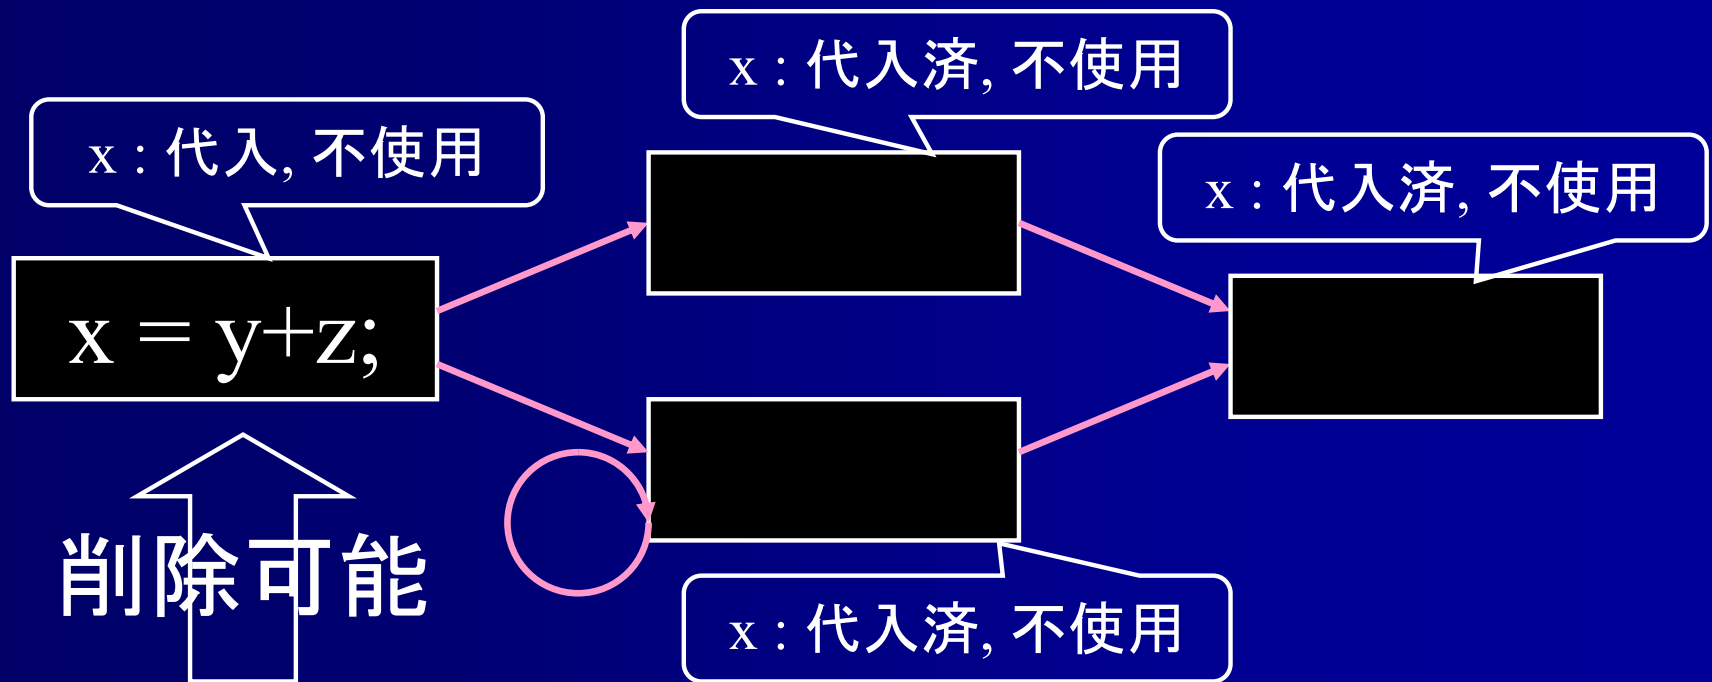 x : 代入, 不使用
x = y+z;
削除可能
x : 代入済, 不使用
x : 代入済, 不使用
x : 代入済, 不使用